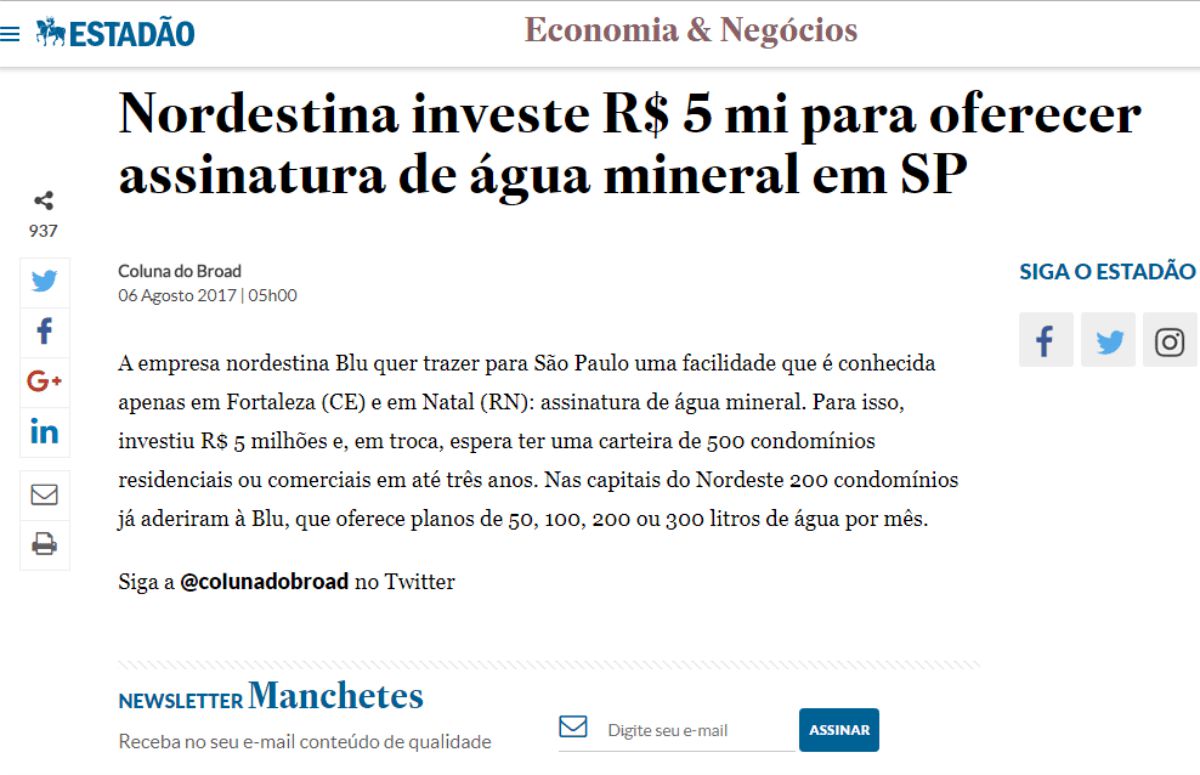 ESTADÃO
Economia & Negócios
Nordestina investe R$ 5 mi para oferecer
assinatura de água mineral em SP
937
Coluna do Broad
06 Agosto 2017 | 05h00
SIGA O ESTADÃO
A empresa nordestina Blu quer trazer para São Paulo uma facilidade que é conhecida
apenas em Fortaleza (CE) e em Natal (RN): assinatura de água mineral. Para isso,
investiu R$ 5 milhões e, em troca, espera ter uma carteira de 500 condomínios
residenciais ou comerciais em até três anos. Nas capitais do Nordeste 200 condomínios
já aderiram à Blu, que oferece planos de 50, 100, 200 ou 300 litros de água por mês.
Siga a @colunadobroad no Twitter
NEWSLETTER Manchetes
Receba no seu e-mail conteúdo de qualidade
Digite seu e-mail
ASSINAR